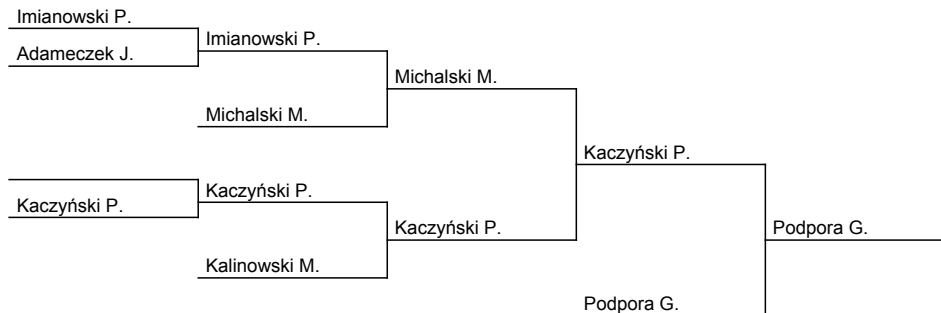 Imianowski P.
Adameczek J.
Imianowski P.
Michalski M.
Michalski M.
Kaczyński P.
Kaczyński P.
Kaczyński P.
Kalinowski M.
Kaczyński P.
Podpora G.
Podpora G.